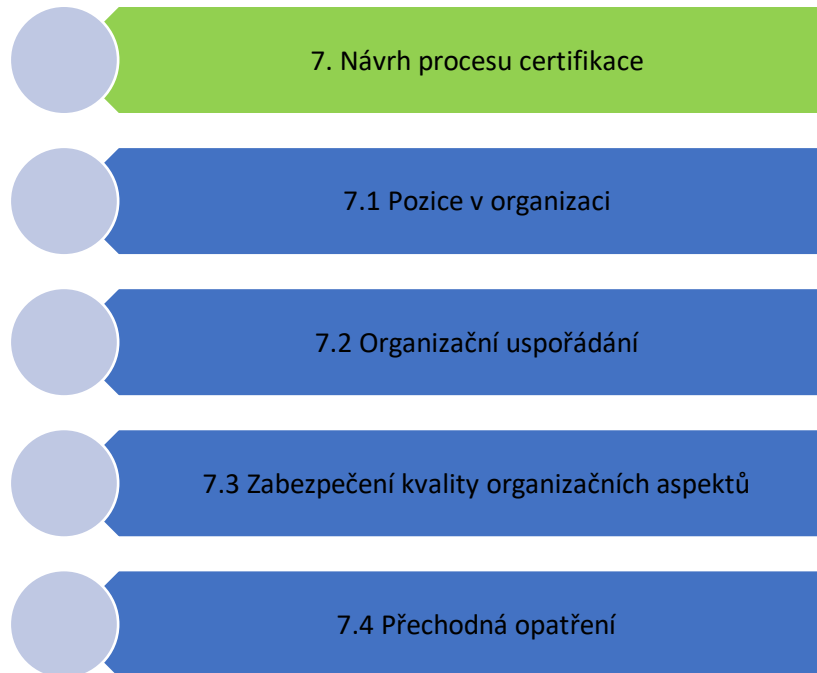 7. Návrh procesu certifikace
7.1 Pozice v organizaci
7.2 Organizační uspořádání
7.3 Zabezpečení kvality organizačních aspektů
7.4 Přechodná opatření